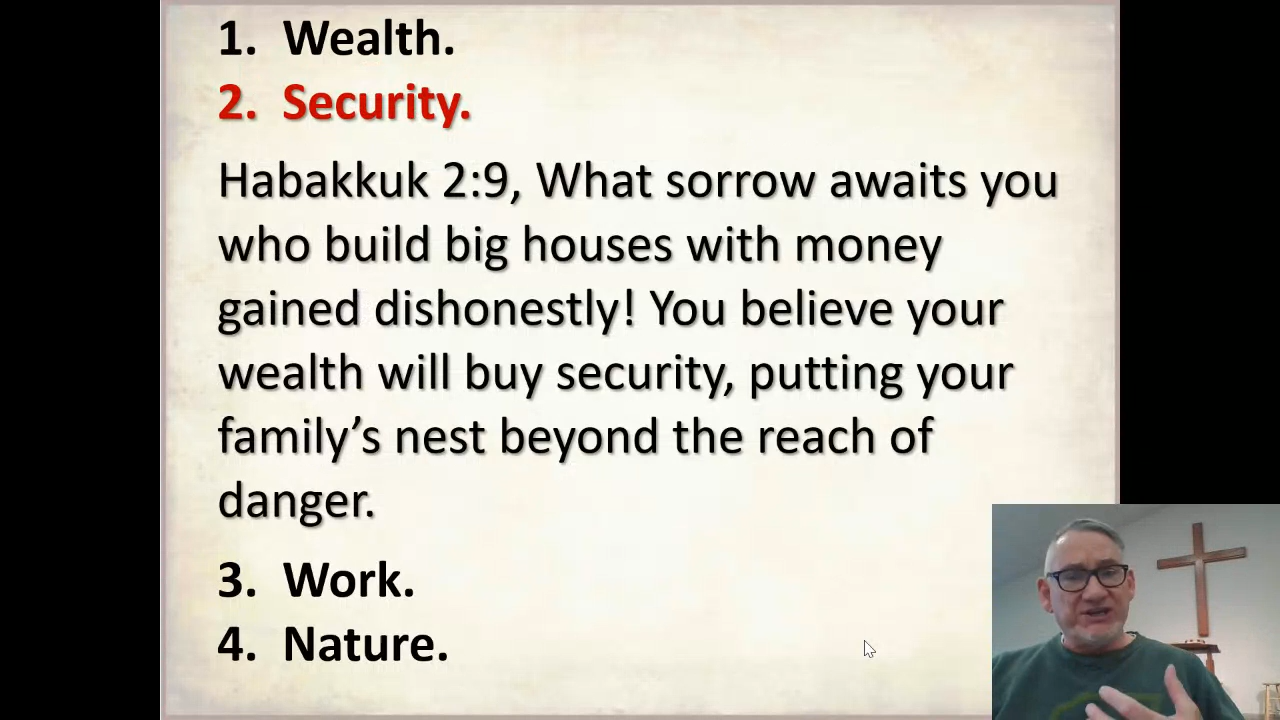 1. Wealth.
2. Security.
Habakkuk 2:9, What sorrow awaits you
who build big houses with money
gained dishonestly! You believe your
wealth will buy security, putting your
family’s nest beyond the reach of
danger.
3. Work.
4. Nature.